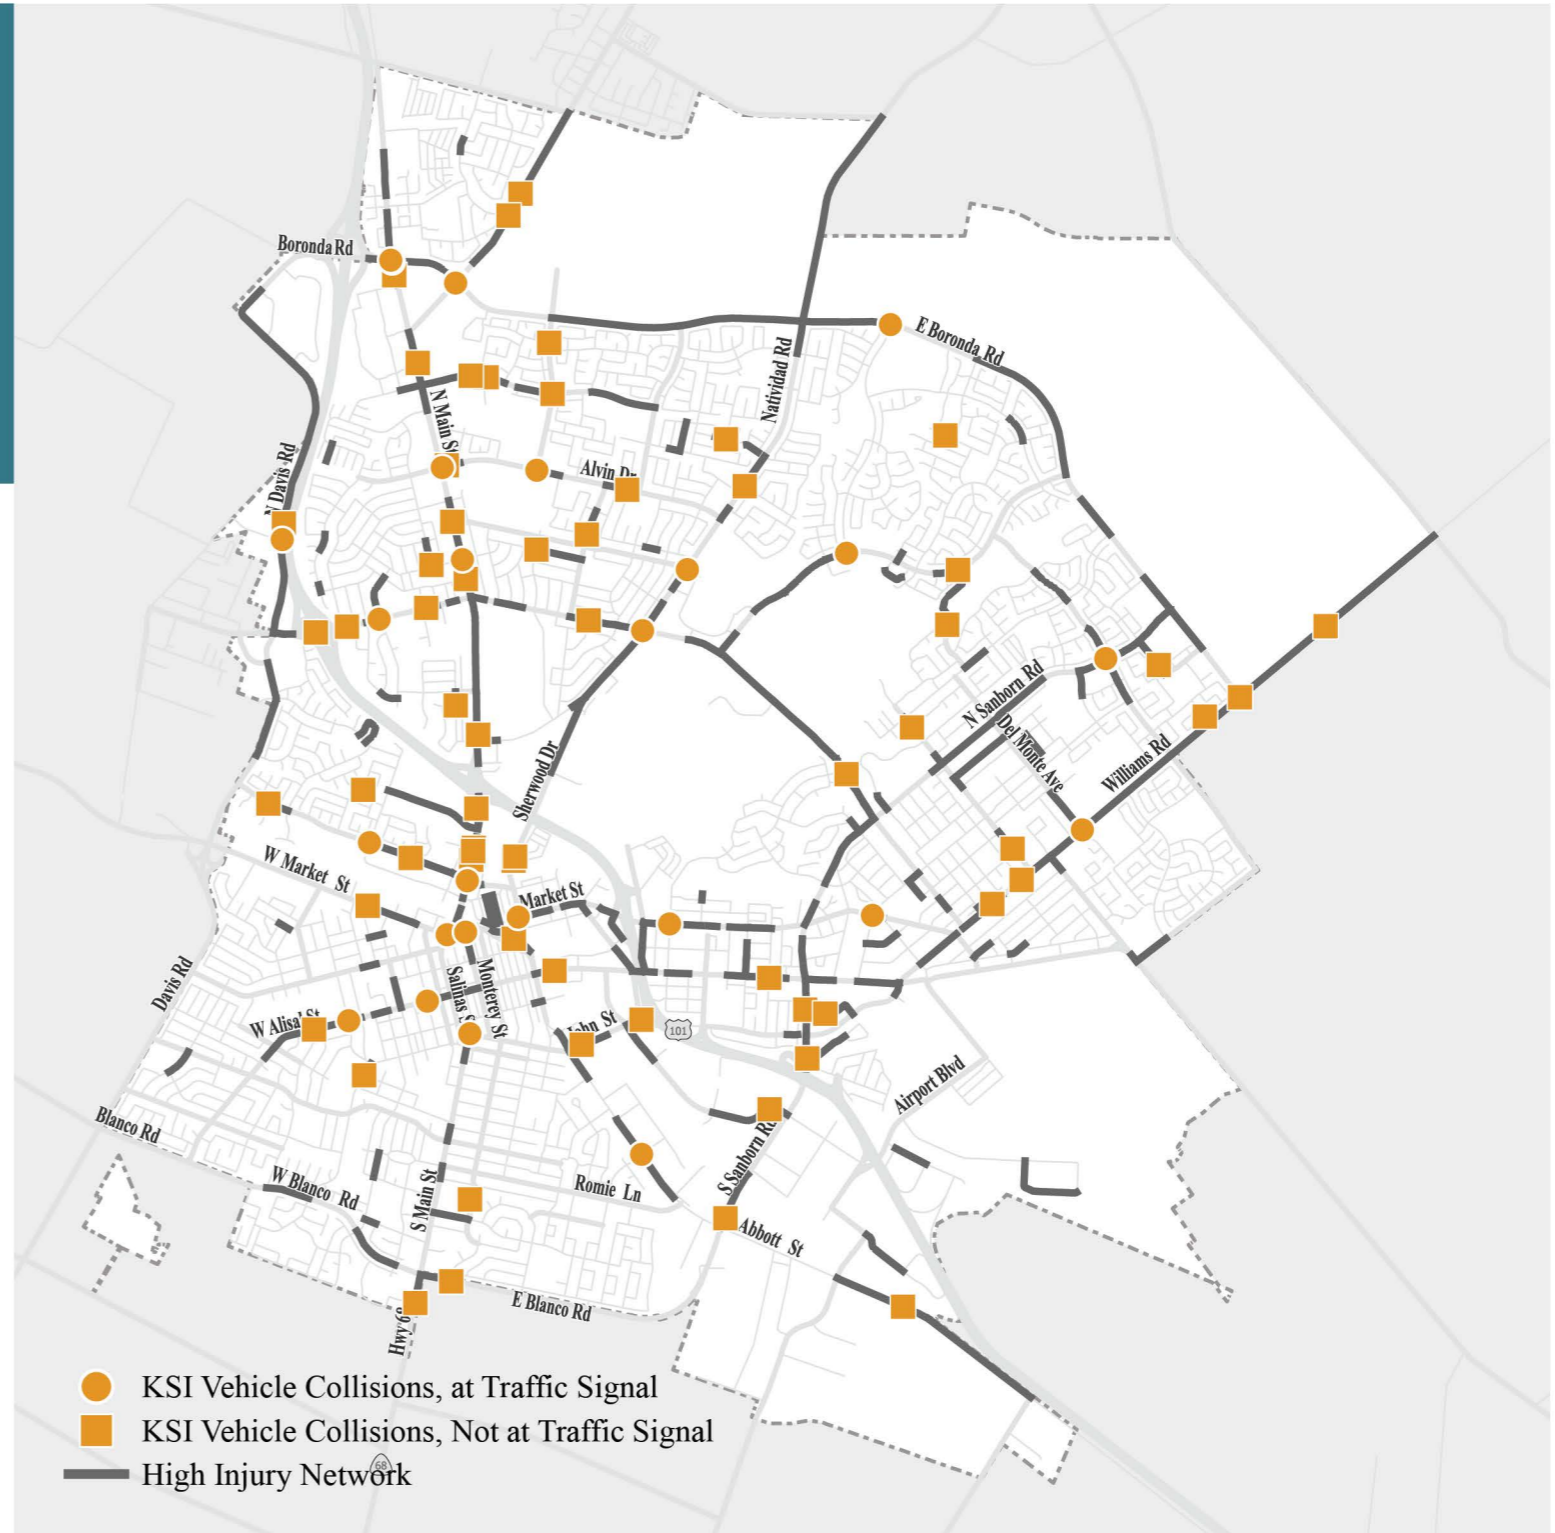 Boronda Rd
E Boronda Rd
Natividad Rd
N Main St
N Davis Rd
Alvin Dr
N Sanborn Rd
Del Monte Ave
Williams Rd
Sherwood Dr
W Market St
Market St
Davis Rd
Salinas S
Monterey St
W Alisal St
John St
101
Airport Blvd
Blanco Rd
W Blanco Rd
S Main St
Romie Ln
S Sanborn Rd
Abbott St
E Blanco Rd
Hwy 68
KSI Vehicle Collisions, at Traffic Signal
KSI Vehicle Collisions, Not at Traffic Signal
High Injury Network
68